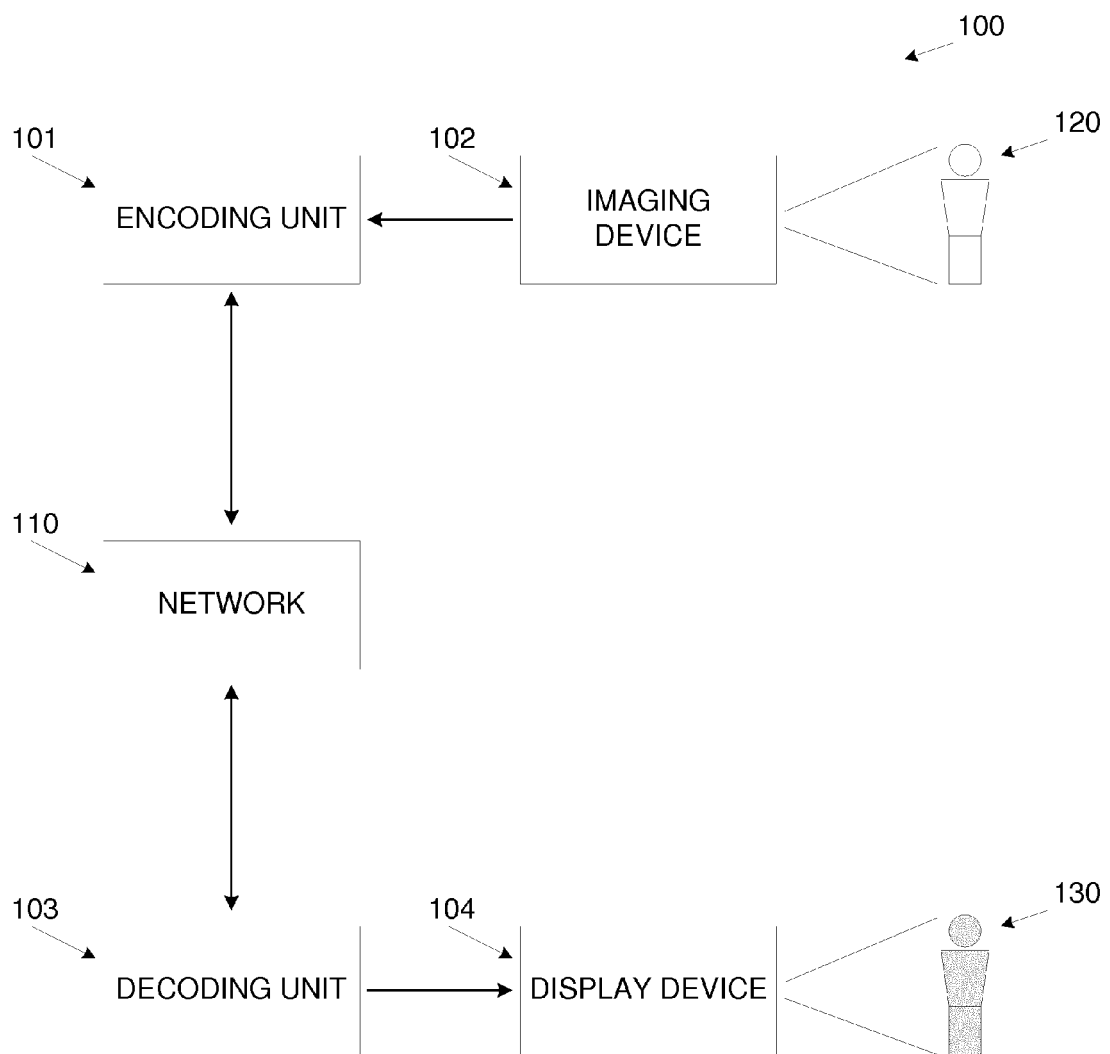 100
101
102
120
ENCODING UNIT
IMAGING
DEVICE
110
NETWORK
103
104
130
DECODING UNIT
DISPLAY DEVICE